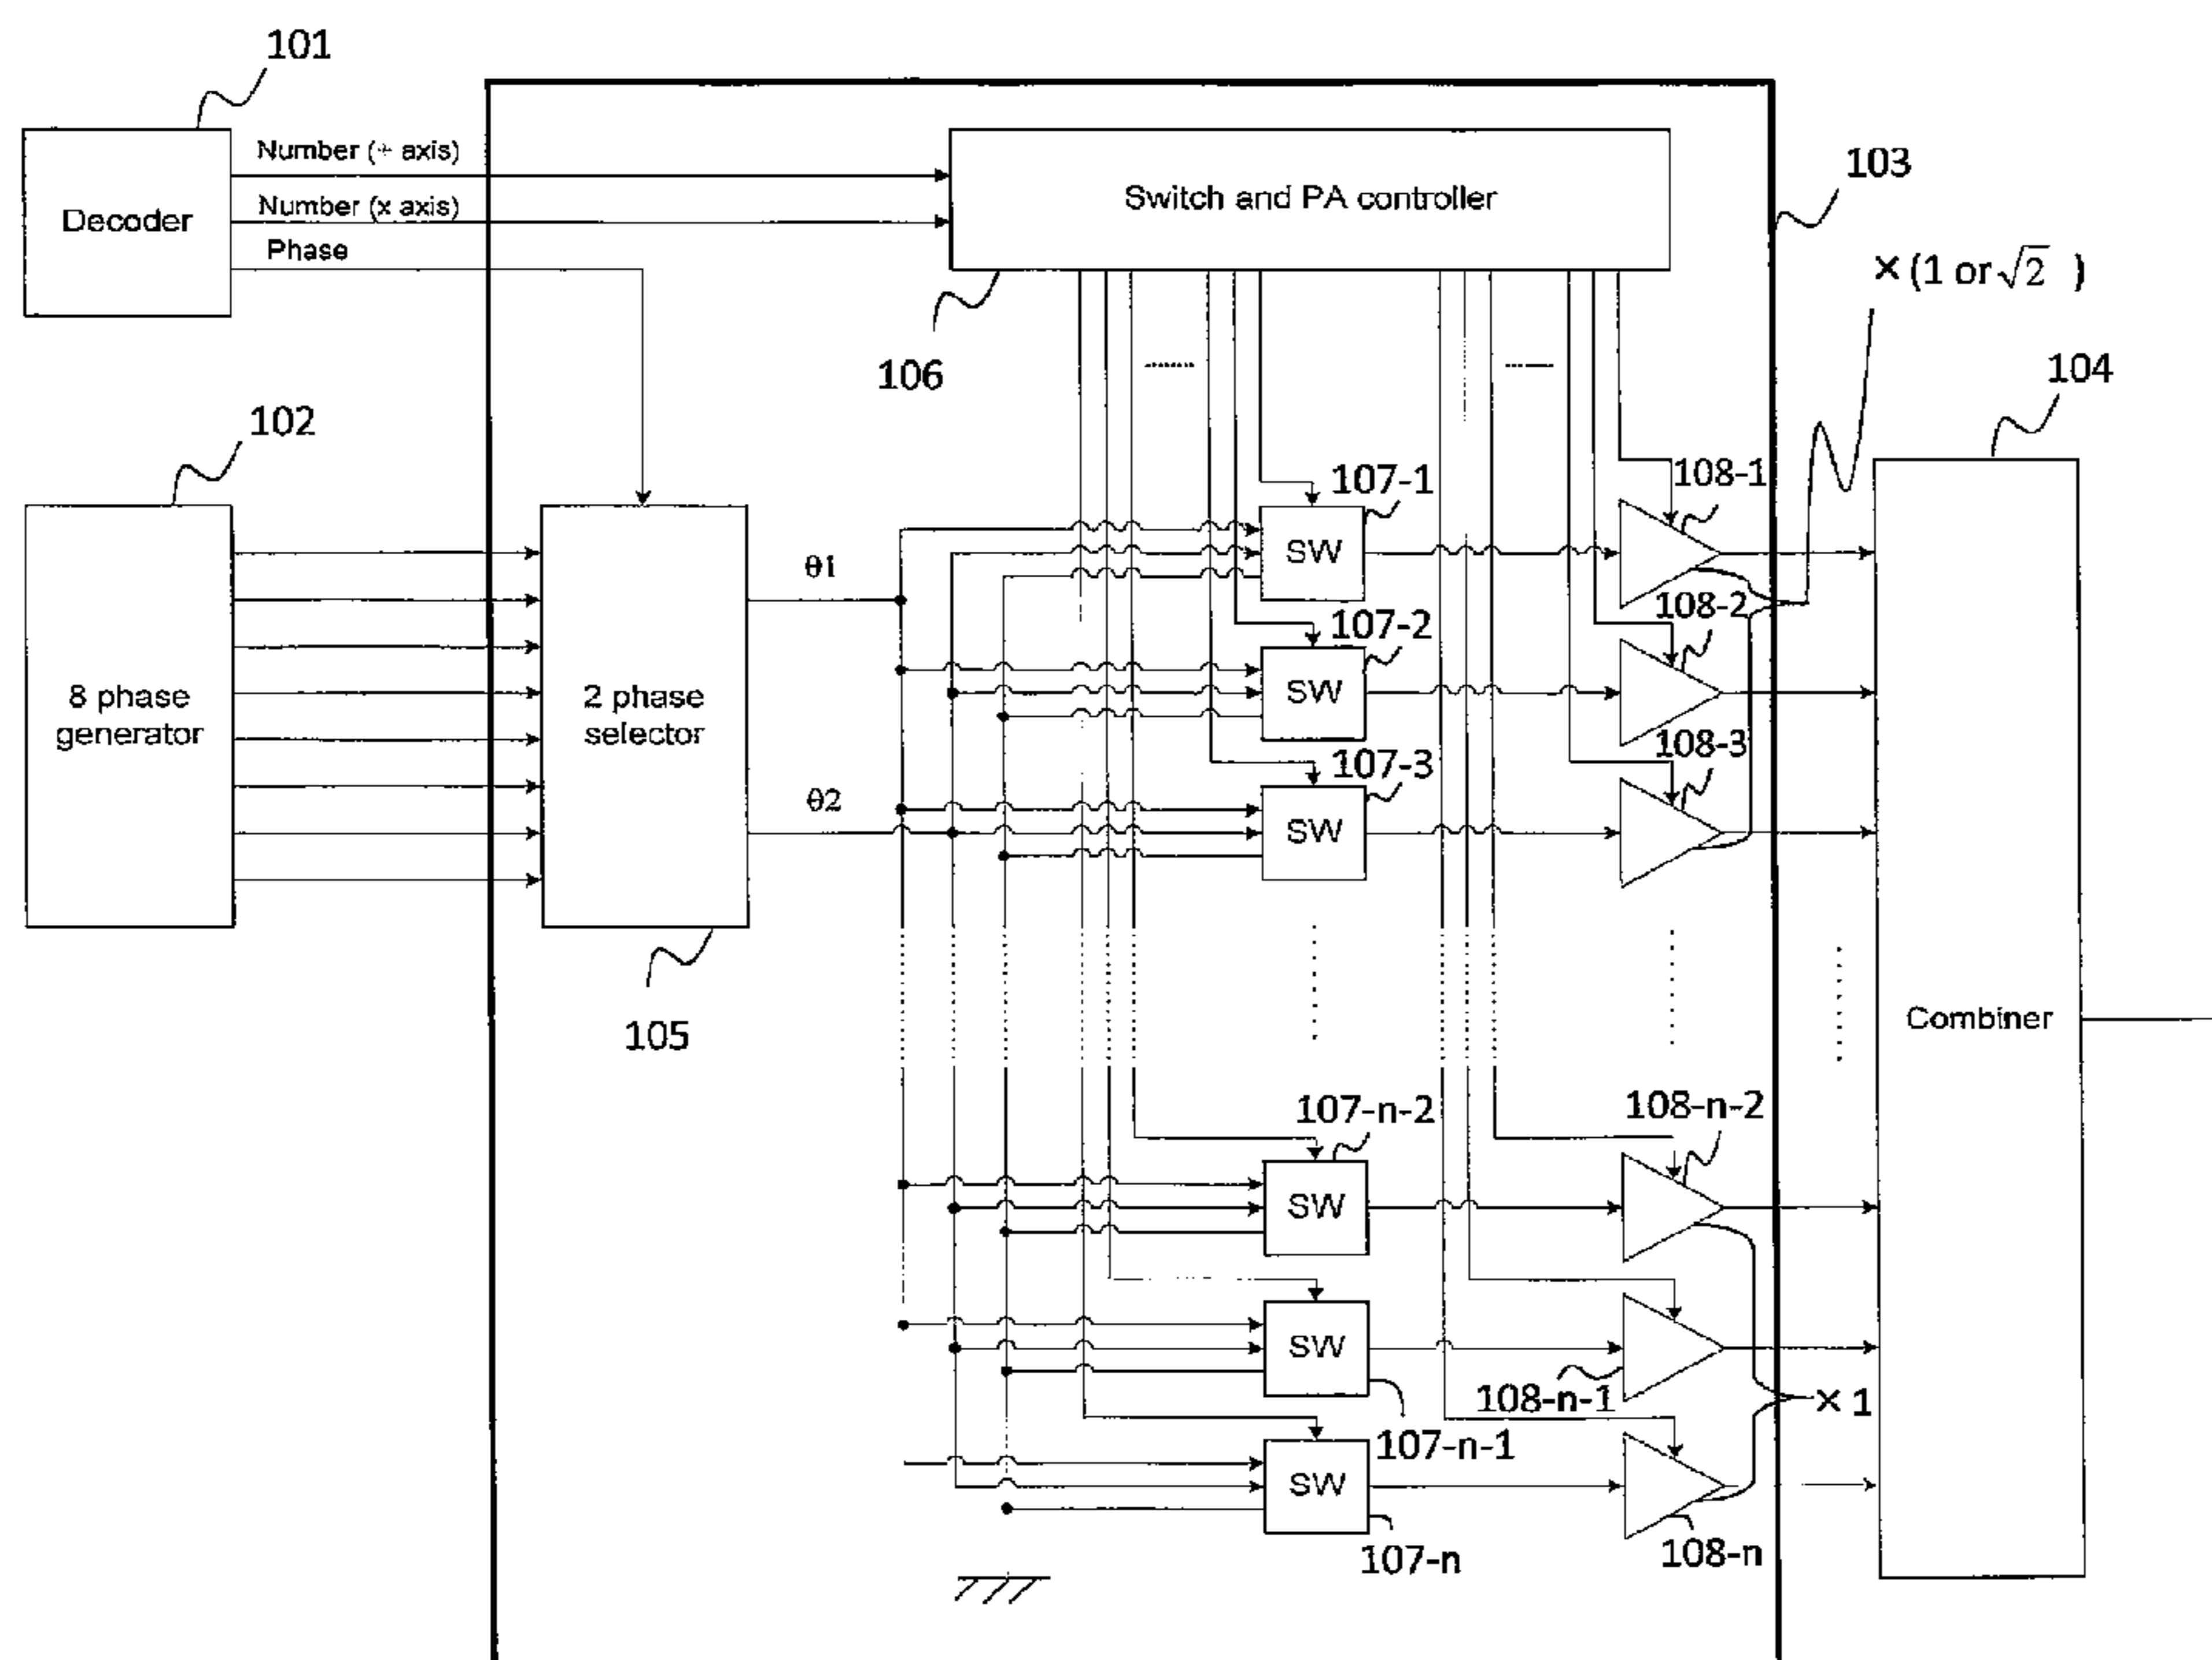 101
Decoder
Number (+ axis)
Number (x axis)
Phase
Switch and PA controller
103
× (1 or √2 )
106
104
102
8 phase
generator
2 phase
selector
105
θ1
θ2
107-1
SW
108-1
107-2
SW
108-2
107-3
SW
108-3
Combiner
107-n-2
SW
108-n-2
SW
107-n-1
108-n-1
× 1
SW
107-n
108-n